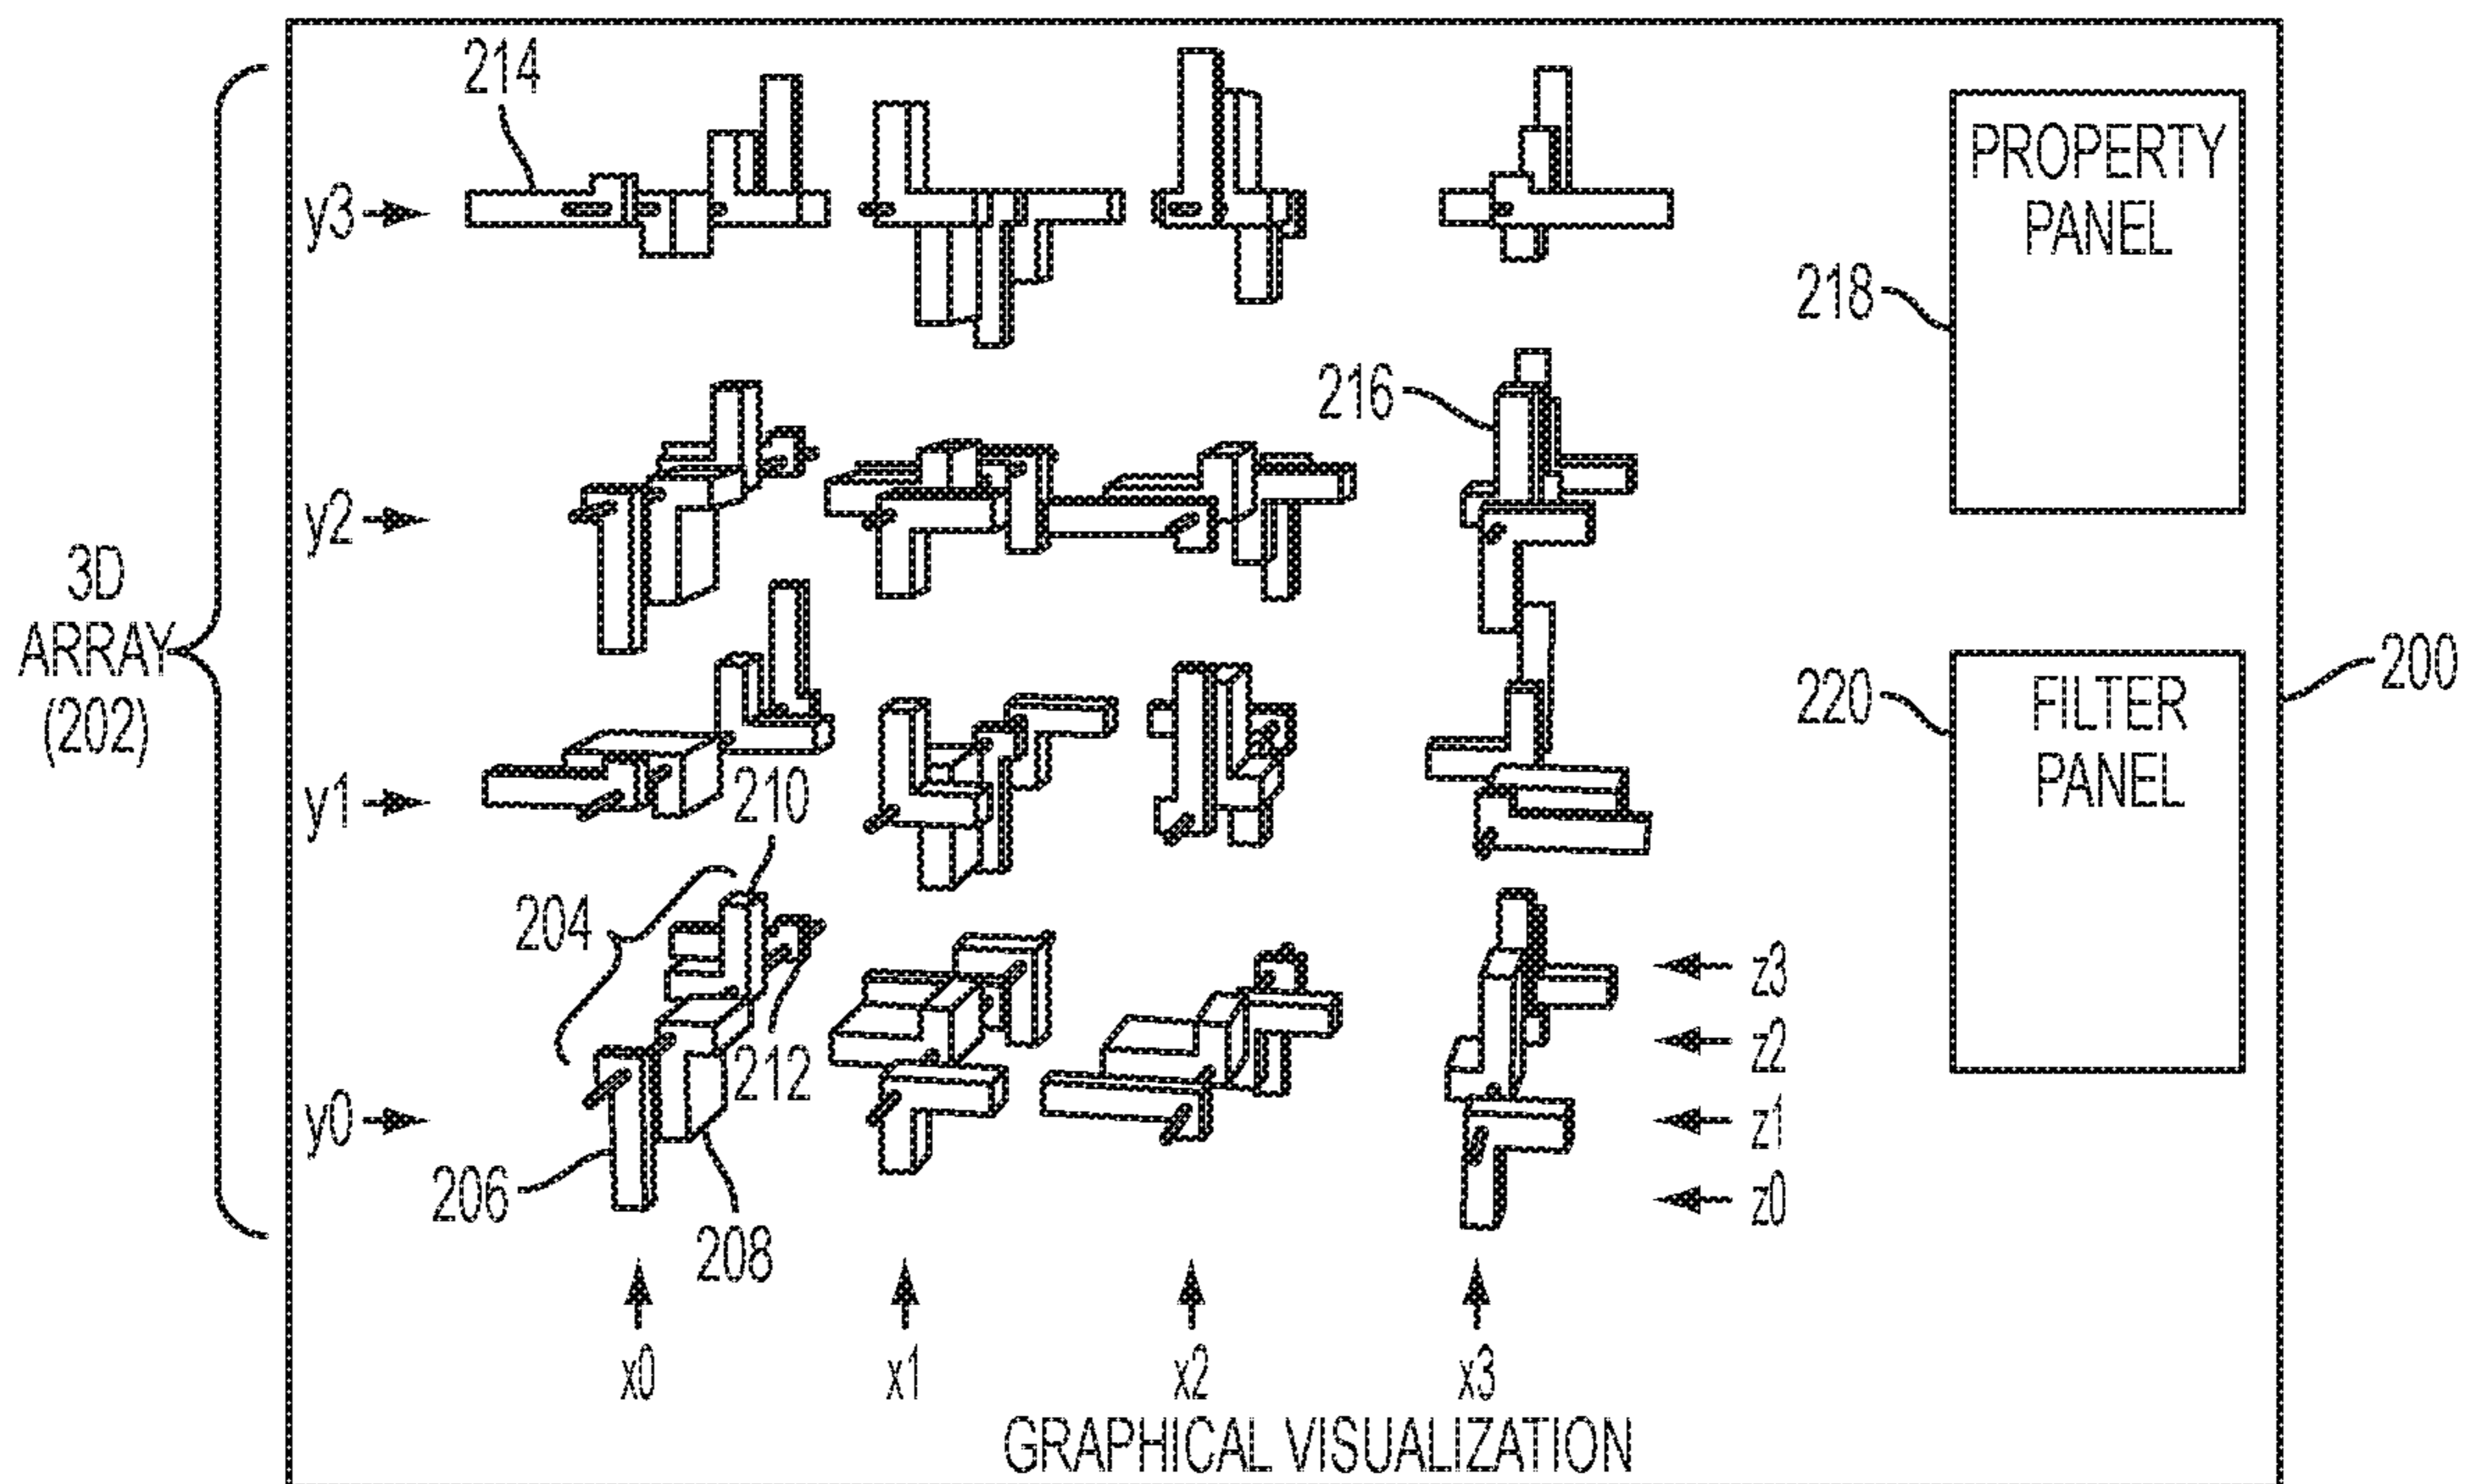 214
PROPERTY
PANEL
y3
218
216
y2
3D
ARRAY
(202)
200
220
FILTER
PANEL
y1
210
204
z3
z2
212
y0
z1
206
z0
208
x0
x1
x2
x3
GRAPHICAL VISUALIZATION